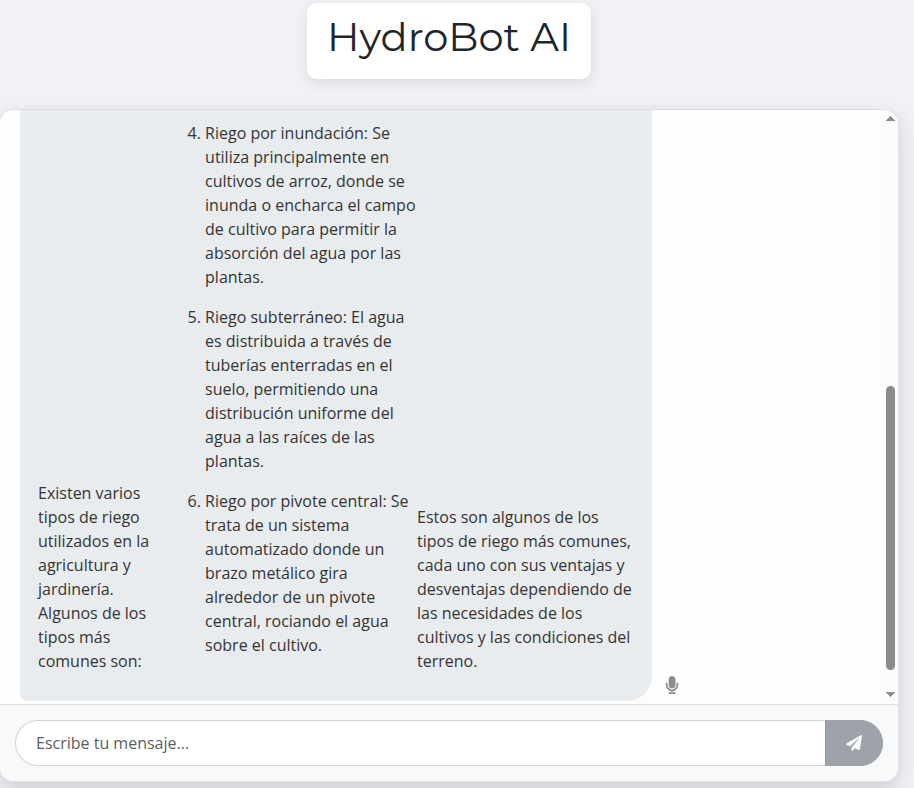 HydroBot AI
Existen varios
tipos de riego
utilizados en la
agricultura y
jardinería.
Algunos de los
tipos más
comunes son:
4. Riego por inundación: Se
utiliza principalmente en
cultivos de arroz, donde se
inunda o encharca el campo
de cultivo para permitir la
absorción del agua por las
plantas.
5. Riego subterráneo: El agua
es distribuida a través de
tuberías enterradas en el
suelo, permitiendo una
distribución uniforme del
agua a las raíces de las
plantas.
6. Riego por pivote central: Se
trata de un sistema
automatizado donde un
brazo metálico gira
alrededor de un pivote
central, rociando el agua
sobre el cultivo.
Estos son algunos de los
tipos de riego más comunes,
cada uno con sus ventajas y
desventajas dependiendo de
las necesidades de los
cultivos y las condiciones del
terreno.
Escribe tu mensaje...